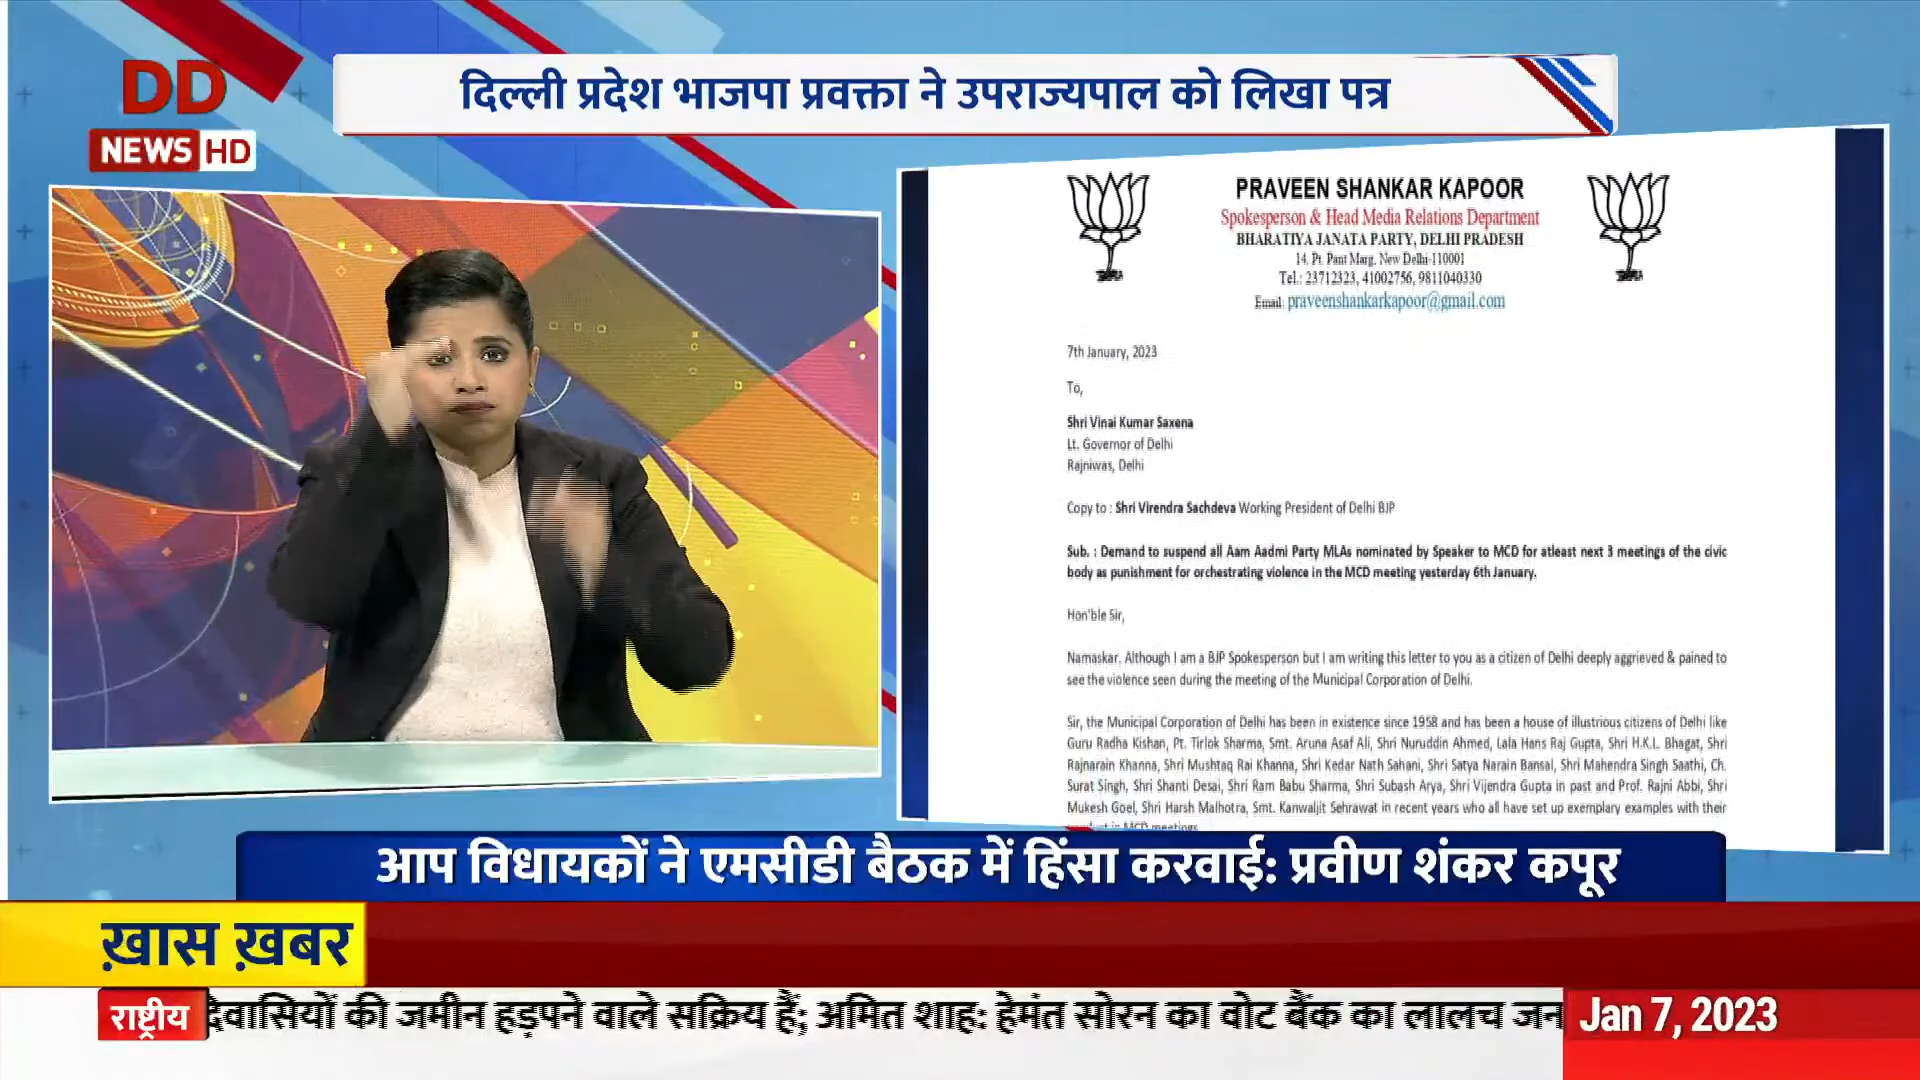 DD
NEWS HD
दिल्ली प्रदेश भाजपा प्रवक्ता ने उपराज्यपाल को लिखा पत्र
PRAVEEN SHANKAR KAPOOR
Spokesperson & Head Media Relations Department
BHARATIYA JANATA PARTY, DELHI PRADESH
14, Pt. Pant Marg, New Delhi-110001
Tel.: 23712323, 41002756, 9811040330
Email: praveenshankarkapoor@gmail.com
7th January, 2023
To,
Shri Vinai Kumar Saxena
Lt. Governor of Delhi
Rajniwas, Delhi
Copy to : Shri Virendra Sachdeva Working President of Delhi BJP
Sub. : Demand to suspend all Aam Aadmi Party MLAs nominated by Speaker to MCD for atleast next 3 meetings of the civic
body as punishment for orchestrating violence in the MCD meeting yesterday 6th January.
Hon'ble Sir,
Namaskar. Although I am a BJP Spokesperson but I am writing this letter to you as a citizen of Delhi deeply aggrieved & pained to
see the violence seen during the meeting of the Municipal Corporation of Delhi.
Sir, the Municipal Corporation of Delhi has been in existence since 1958 and has been a house of illustrious citizens of Delhi like
Guru Radha Kishan, Pt. Tirlok Sharma, Smt. Aruna Asaf Ali, Shri Nuruddin Ahmed, Lala Hans Raj Gupta, Shri H.K.L. Bhagat, Shri
Rajnarain Khanna, Shri Mushtaq Rai Khanna, Shri Kedar Nath Sahani, Shri Satya Narain Bansal, Shri Mahendra Singh Saathi, Ch.
Surat Singh, Shri Shanti Desai, Shri Ram Babu Sharma, Shri Subash Arya, Shri Vijendra Gupta in past and Prof. Rajni Abbi, Shri
Mukesh Goel, Shri Harsh Malhotra, Smt. Kanwaljit Sehrawat in recent years who all have set up exemplary examples with their
in MCD meetings
आप विधायकों ने एमसीडी बैठक में हिंसा करवाई: प्रवीण शंकर कपूर
ख़ास ख़बर
राष्ट्रीय दिवासियों की जमीन हड़पने वाले सक्रिय हैं; अमित शाह: हेमंत सोरन का वोट बैंक का लालच जन
Jan 7, 2023